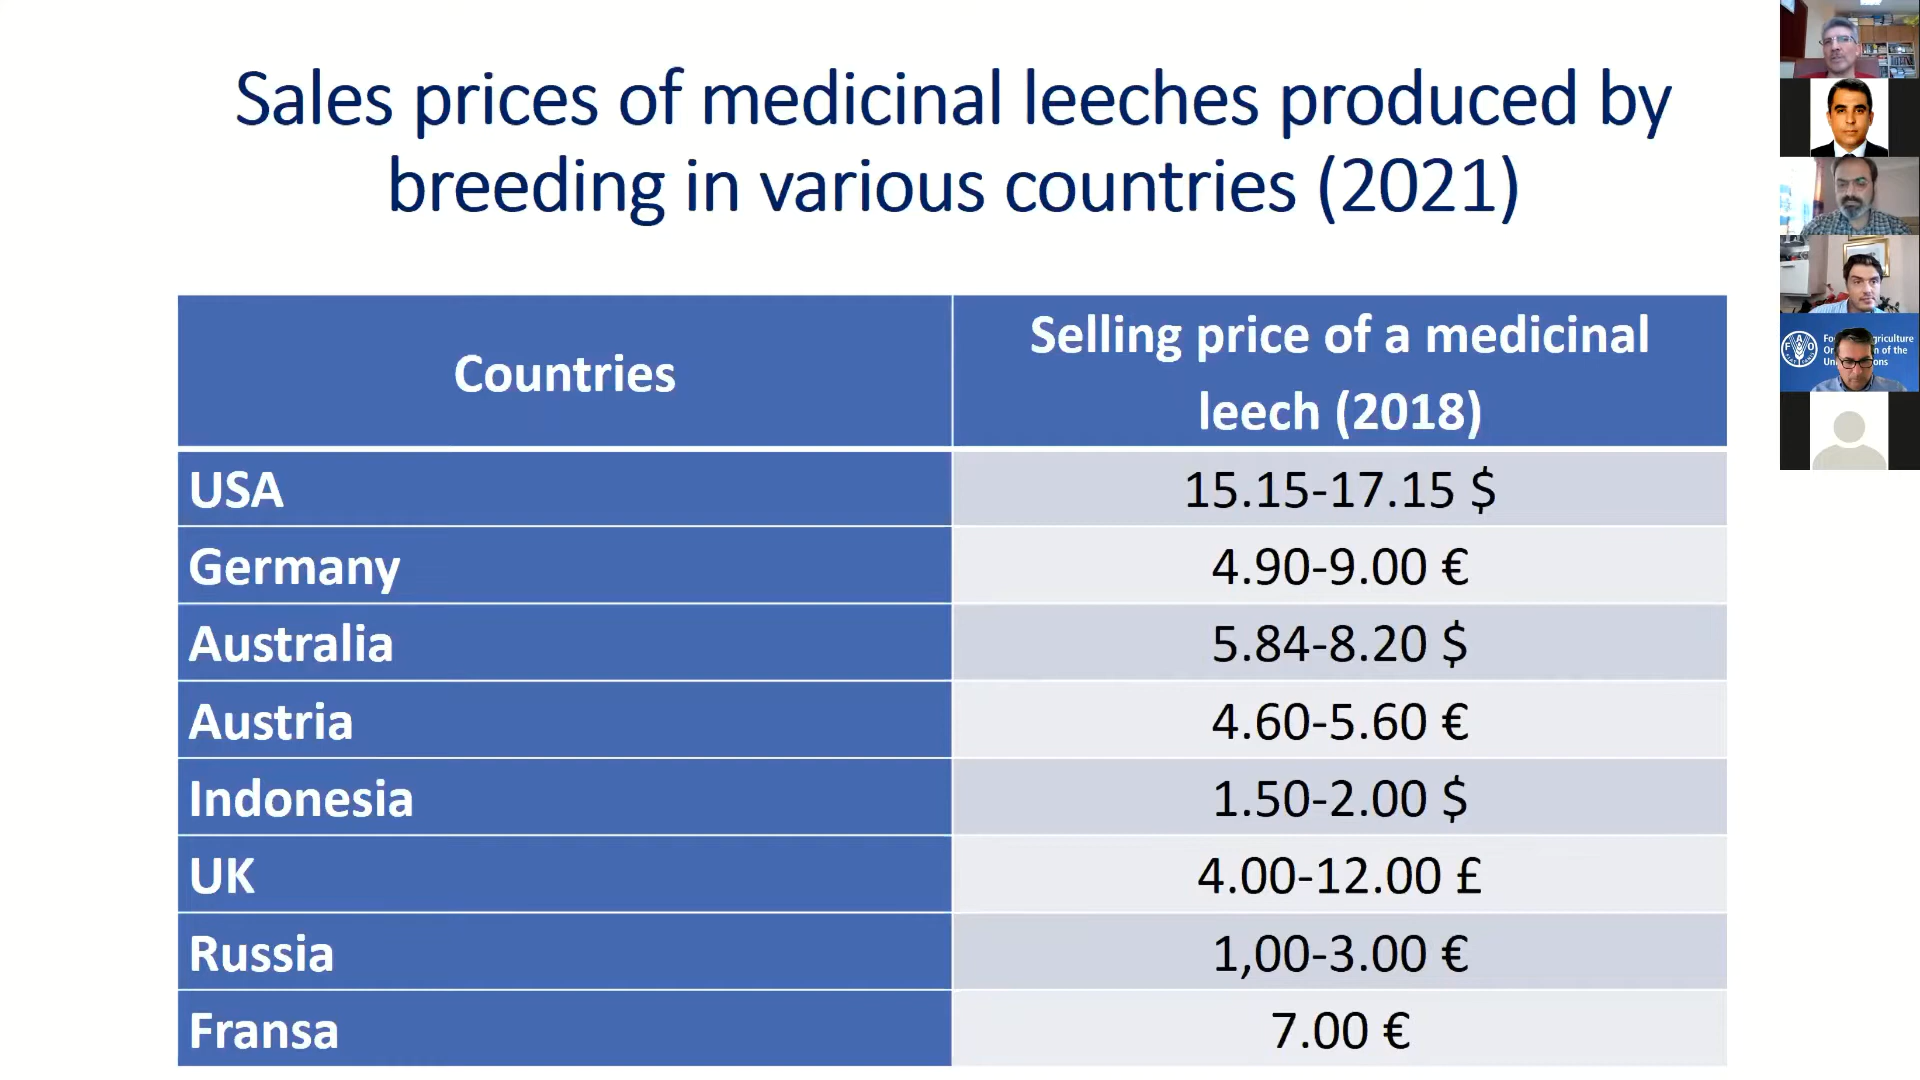 Sales prices of medicinal leeches produced by
breeding in various countries (2021)
Countries
Selling price of a medicinal
leech (2018)
USA
15.15-17.15 $
Germany
4.90-9.00 €
Australia
5.84-8.20 $
Austria
4.60-5.60 €
Indonesia
1.50-2.00 $
UK
4.00-12.00 £
Russia
1,00-3.00 €
Fransa
7.00 €
FAO
of the